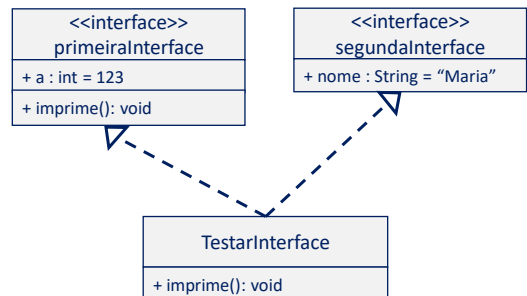 <<interface>>
primeiraInterface
+ a : int = 123
+ imprime(): void
<<interface>>
segundaInterface
+ nome : String = “Maria”
TestarInterface
+ imprime(): void